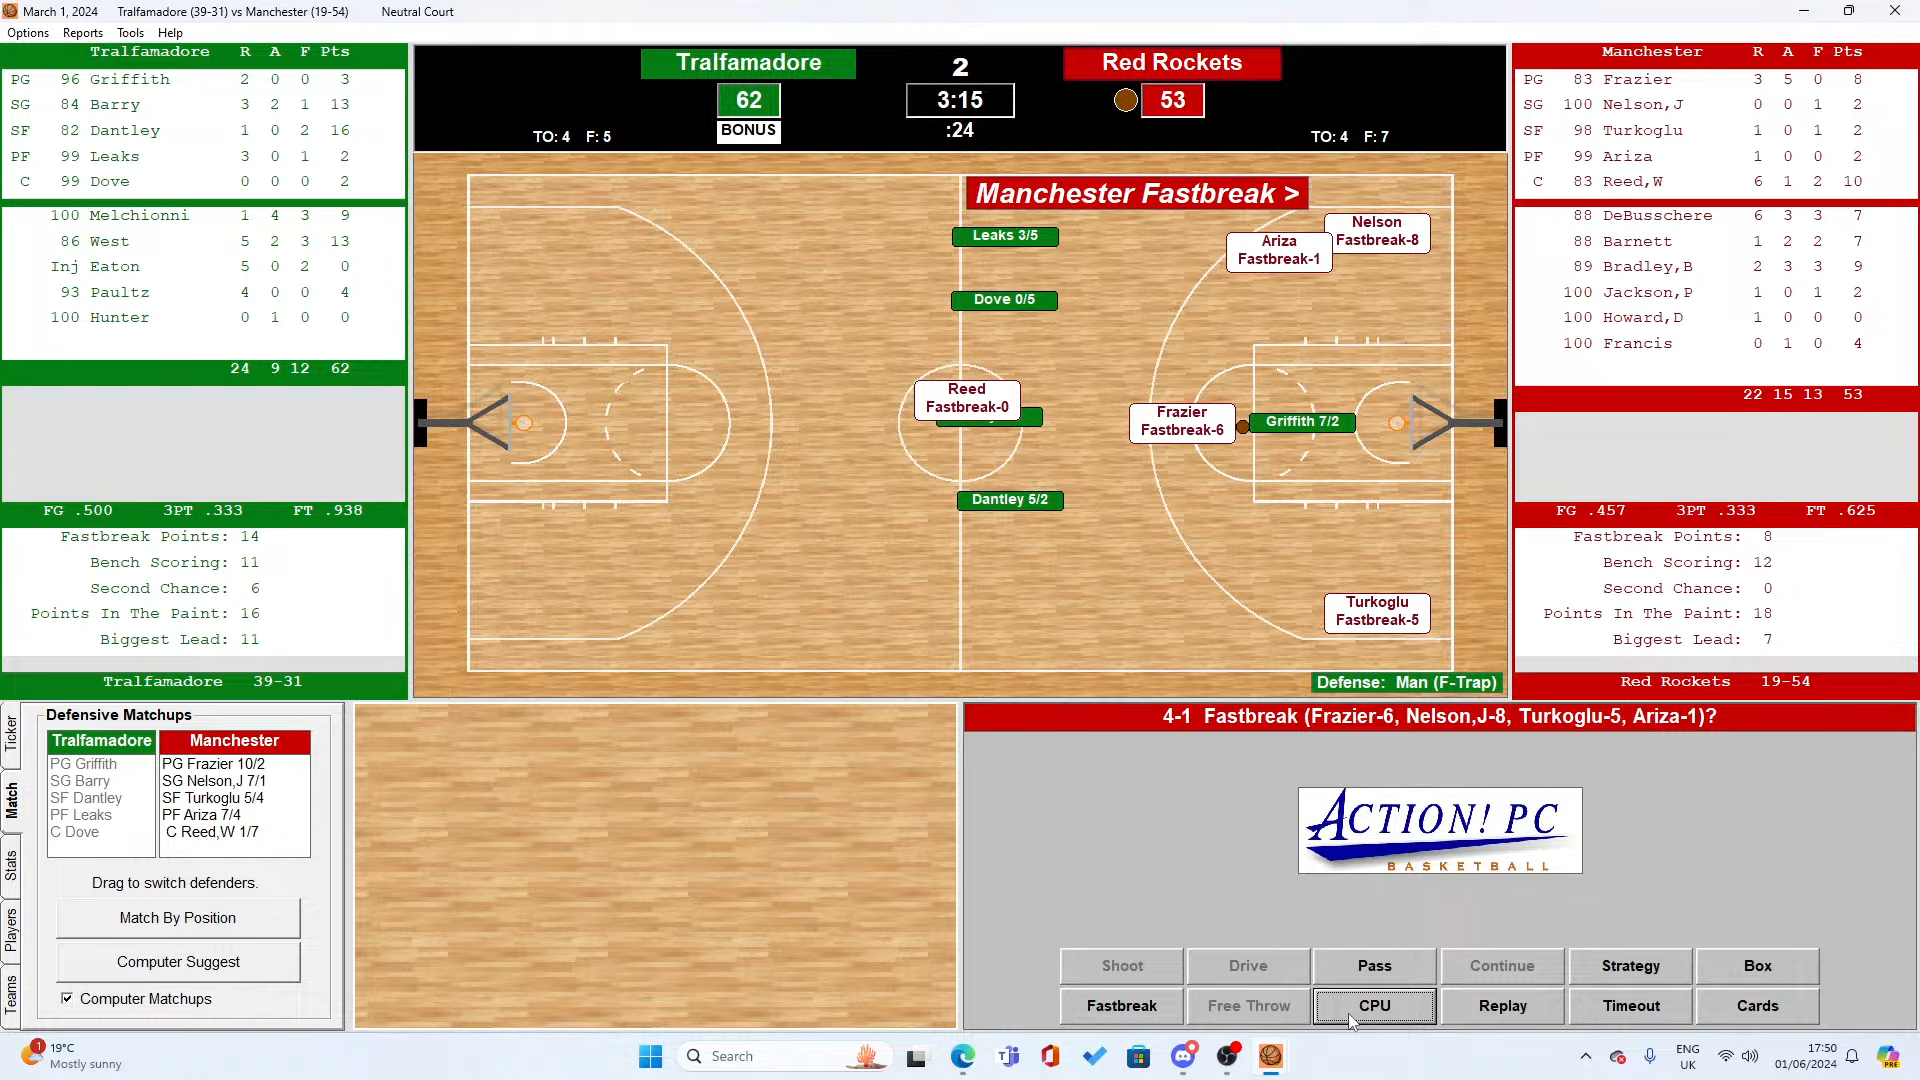 March 1, 2024 Tralfamadore (39-31) vs Manchester (19-54) Neutral Court
Options Reports Tools Help
Tralfamadore R A F Pts
PG 96 Griffith 2 0 0 3
SG 84 Barry 3 2 1 13
SF 82 Dantley 1 0 2 16
PF 99 Leaks 3 0 1 2
C 99 Dove 0 0 0 2
100 Melchionni 1 4 3 9
86 West 5 2 3 13
Inj Eaton 5 0 2 0
93 Paultz 4 0 0 4
100 Hunter 0 1 0 0
24 9 12 62
FG .500 3PT .333 FT .938
Fastbreak Points: 14
Bench Scoring: 11
Second Chance: 6
Points In The Paint: 16
Biggest Lead: 11
Tralfamadore 39-31
Tralfamadore 2 Red Rockets
62 3:15 53
BONUS :24
TO: 4 F: 5 TO: 4 F: 7
Manchester Fastbreak >
Leaks 3/5
Nelson
Fastbreak-8
Ariza
Fastbreak-1
Dove 0/5
Reed
Fastbreak-0
Frazier
Fastbreak-6
Griffith 7/2
Dantley 5/2
Turkoglu
Fastbreak-5
Defense: Man (F-Trap)
Manchester R A F Pts
PG 83 Frazier 3 5 0 8
SG 100 Nelson,J 0 0 1 2
SF 98 Turkoglu 1 0 1 2
PF 99 Ariza 1 0 0 2
C 83 Reed,W 6 1 2 10
88 DeBusschere 6 3 3 7
88 Barnett 1 2 2 7
89 Bradley,B 2 3 3 9
100 Jackson,P 1 0 1 2
100 Howard,D 1 0 0 0
100 Francis 0 1 0 4
22 15 13 53
FG .457 3PT .333 FT .625
Fastbreak Points: 8
Bench Scoring: 12
Second Chance: 0
Points In The Paint: 18
Biggest Lead: 7
Red Rockets 19-54
Ticker
Match
Stats
Players
Teams
Defensive Matchups
Tralfamadore Manchester
PG Griffith PG Frazier 10/2
SG Barry SG Nelson,J 7/1
SF Dantley SF Turkoglu 5/4
PF Leaks PF Ariza 7/4
C Dove C Reed,W 1/7
Drag to switch defenders.
Match By Position
Computer Suggest
Computer Matchups
4-1 Fastbreak (Frazier-6, Nelson,J-8, Turkoglu-5, Ariza-1)?
ACTION! PC
BASKETBALL
Shoot Drive Pass Continue Strategy Box
Fastbreak Free Throw CPU Replay Timeout Cards
1
19°C
Mostly sunny
Search
ENG
UK
17:50
01/06/2024
PRE